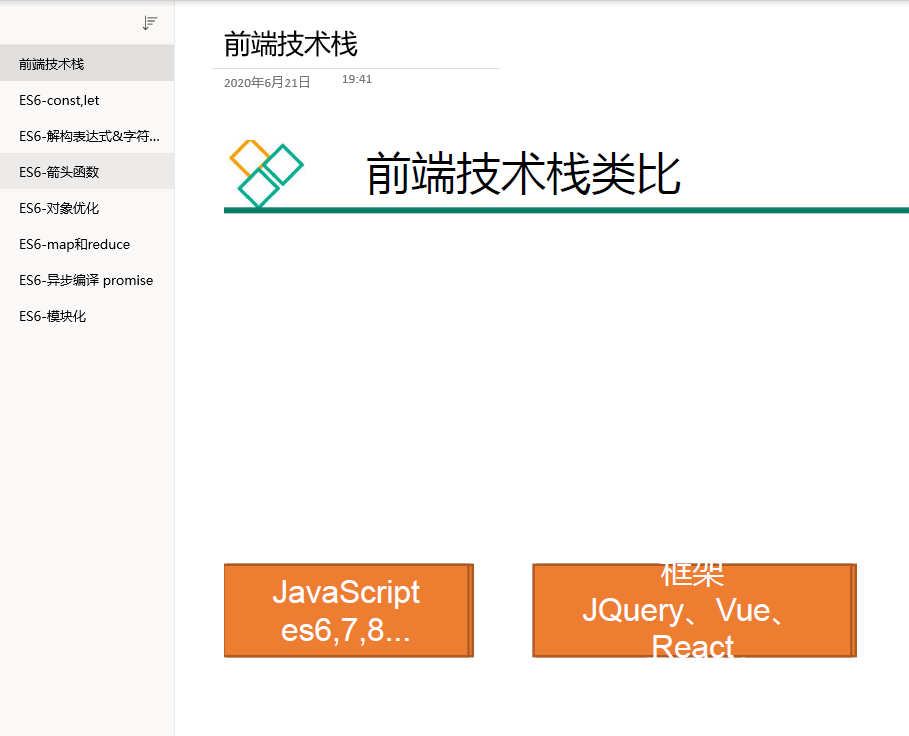 前端技术栈
ES6-const,let
ES6-解构表达式&字符...
ES6-箭头函数
ES6-对象优化
ES6-map和reduce
ES6-异步编译 promise
ES6-模块化
前端技术栈
2020年6月21日 19:41
前端技术栈类比
JavaScript
es6,7,8...
框架
JQuery、Vue、
React